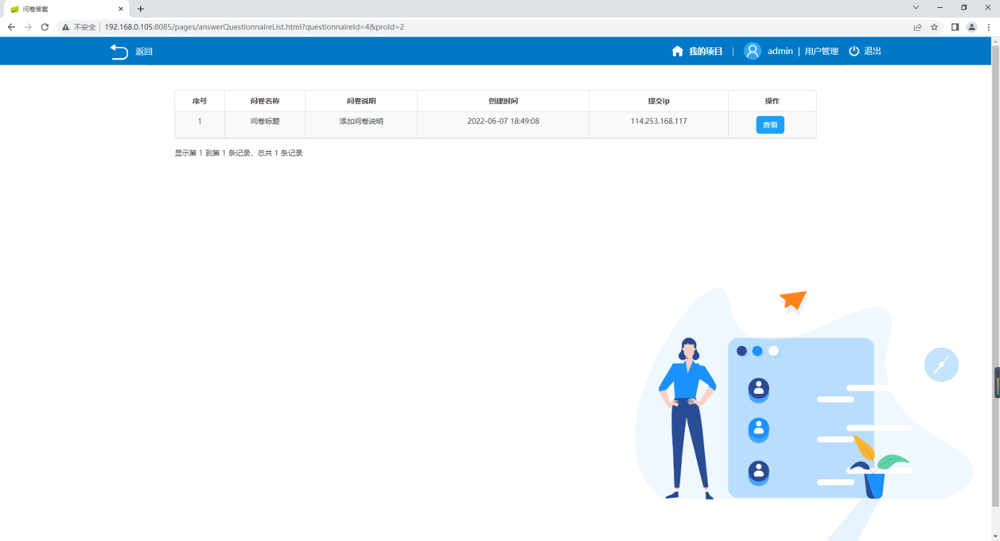 问卷答案
不安全 192.168.0.105:8085/pages/answerQuestionnaireList.html?questionnaireId=4&proId=2
返回 我的项目 | admin | 用户管理 退出
序号 问卷名称 问卷说明 创建时间 提交ip 操作
1 问卷标题 添加问卷说明 2022-06-07 18:49:08 114.253.168.117 查看
显示第 1 到第 1 条记录，总共 1 条记录